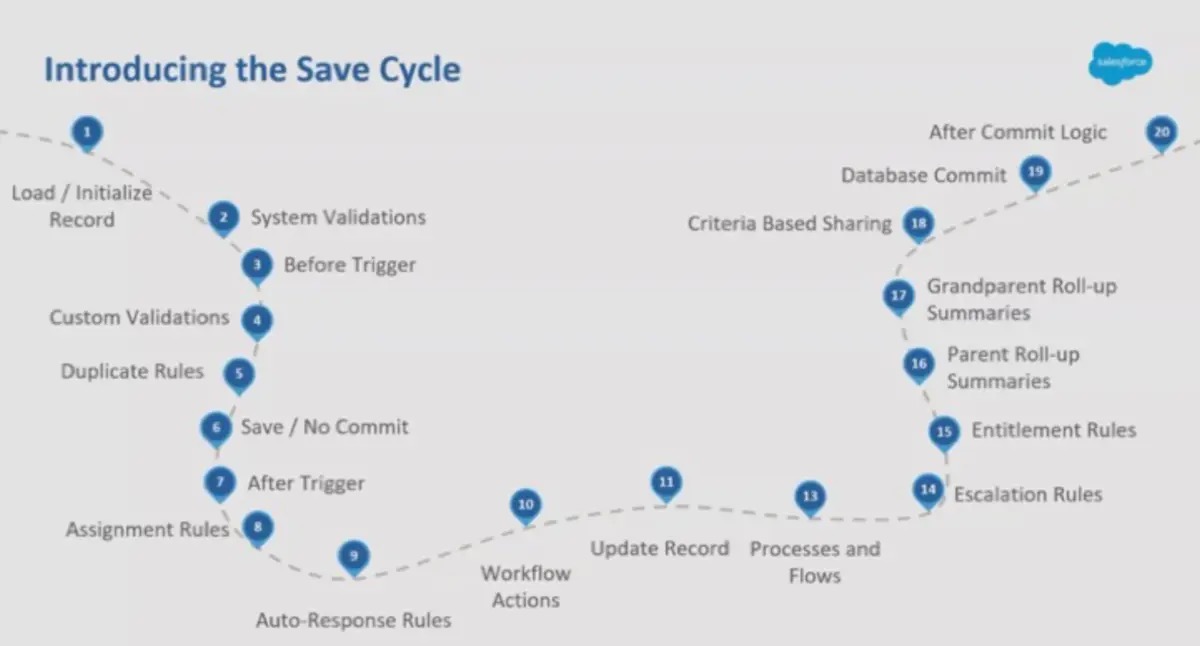 Introducing the Save Cycle
salesforce
1
Load / Initialize
Record
2
System Validations
3
Before Trigger
Custom Validations
4
Duplicate Rules
5
6
Save / No Commit
7
After Trigger
Assignment Rules
8
9
Auto-Response Rules
10
Workflow
Actions
11
Update Record
13
Processes and
Flows
14
Escalation Rules
15
Entitlement Rules
16
Parent Roll-up
Summaries
17
Grandparent Roll-up
Summaries
Criteria Based Sharing
18
Database Commit
19
After Commit Logic
20